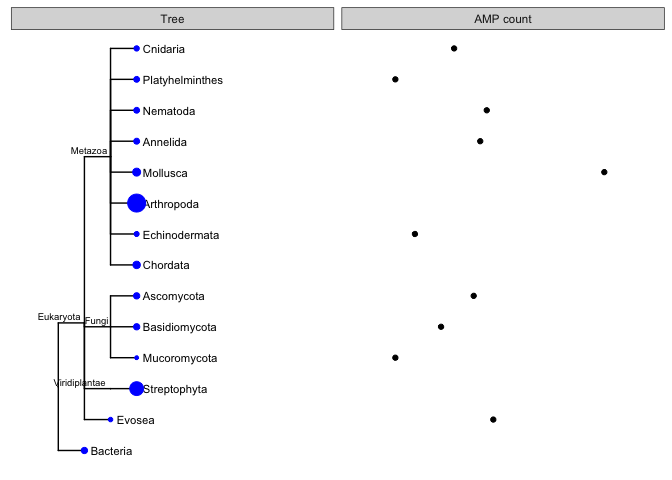 Tree
AMP count
Cnidaria
Platyhelminthes
Nematoda
Annelida
Metazoa
Mollusca
Arthropoda
Echinodermata
Chordata
Ascomycota
Eukaryota
Fungi
Basidiomycota
Mucoromycota
Viridiplantae
Streptophyta
Evosea
Bacteria